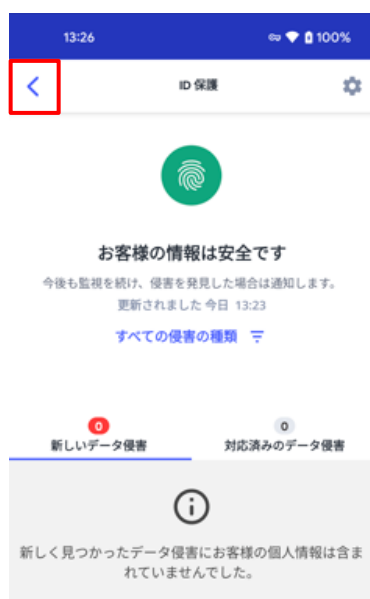 13:26
100%
ID 保護
お客様の情報は安全です
今後も監視を続け、侵害を発見した場合は通知します。
更新されました 今日 13:23
すべての侵害の種類
0
新しいデータ侵害
0
対応済みのデータ侵害
新しく見つかったデータ侵害にお客様の個人情報は含ま
れていませんでした。